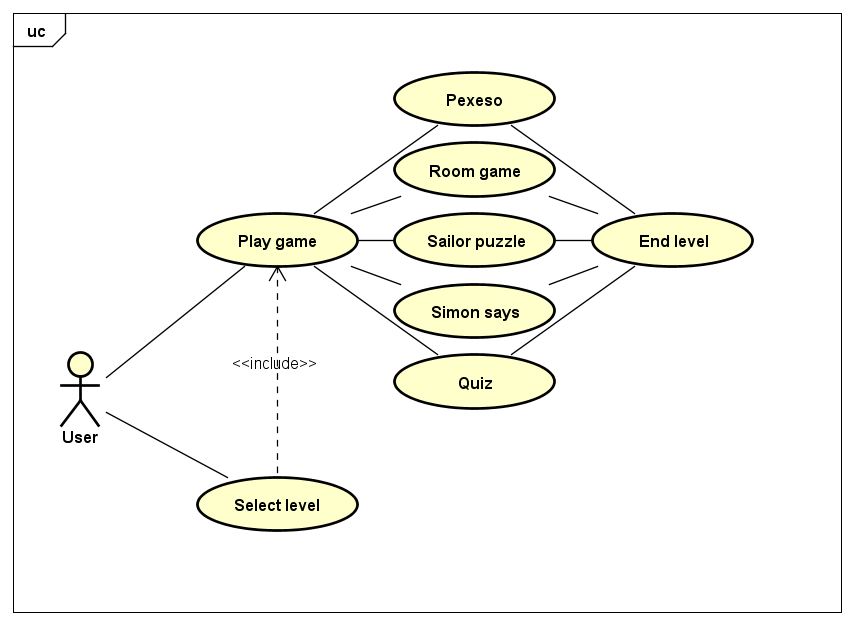 uc
Pexeso
Room game
Play game
Sailor puzzle
End level
Simon says
<<include>>
Quiz
User
Select level